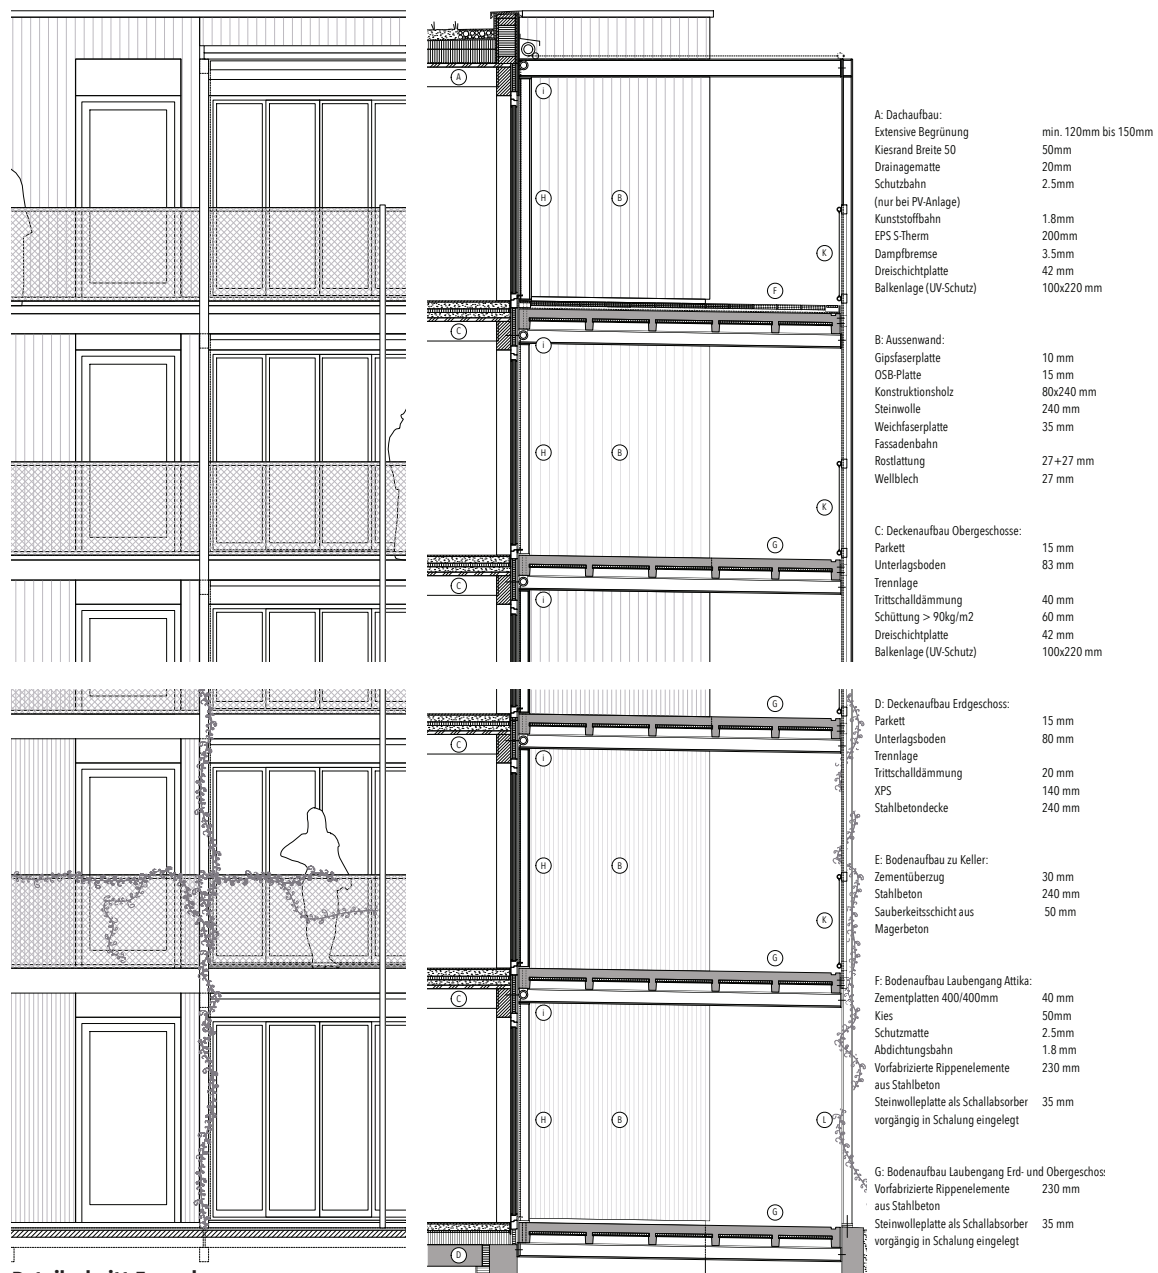 A
i
H B
K
F
C
i
H B
K
G
C
i
G
C
i
H B
K
G
C
i
H B L
G
D
A: Dachaufbau:
Extensive Begrünung min. 120mm bis 150mm
Kiesrand Breite 50 50mm
Drainagematte 20mm
Schutzbahn 2.5mm
(nur bei PV-Anlage)
Kunststoffbahn 1.8mm
EPS S-Therm 200mm
Dampfbremse 3.5mm
Dreischichtplatte 42 mm
Balkenlage (UV-Schutz) 100x220 mm
B: Aussenwand:
Gipsfaserplatte 10 mm
OSB-Platte 15 mm
Konstruktionsholz 80x240 mm
Steinwolle 240 mm
Weichfaserplatte 35 mm
Fassadenbahn
Rostlattung 27+27 mm
Wellblech 27 mm
C: Deckenaufbau Obergeschosse:
Parkett 15 mm
Unterlagsboden 83 mm
Trennlage
Trittschalldämmung 40 mm
Schüttung > 90kg/m2 60 mm
Dreischichtplatte 42 mm
Balkenlage (UV-Schutz) 100x220 mm
D: Deckenaufbau Erdgeschoss:
Parkett 15 mm
Unterlagsboden 80 mm
Trennlage
Trittschalldämmung 20 mm
XPS 140 mm
Stahlbetondecke 240 mm
E: Bodenaufbau zu Keller:
Zementüberzug 30 mm
Stahlbeton 240 mm
Sauberkeitsschicht aus 50 mm
Magerbeton
F: Bodenaufbau Laubengang Attika:
Zementplatten 400/400mm 40 mm
Kies 50mm
Schutzmatte 2.5mm
Abdichtungsbahn 1.8 mm
Vorfabrizierte Rippenelemente 230 mm
aus Stahlbeton
Steinwolleplatte als Schallabsorber 35 mm
vorgängig in Schalung eingelegt
G: Bodenaufbau Laubengang Erd- und Obergeschos
Vorfabrizierte Rippenelemente 230 mm
aus Stahlbeton
Steinwolleplatte als Schallabsorber 35 mm
vorgängig in Schalung eingelegt